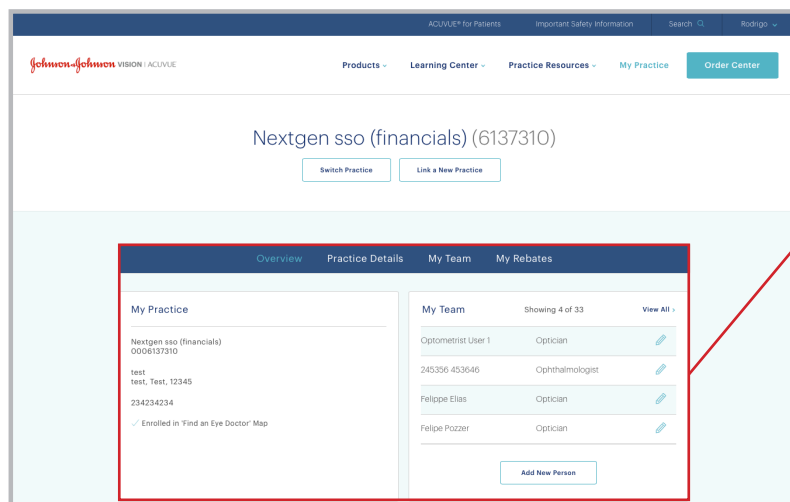 ACUVUE® for Patients Important Safety Information Search Rodrigo
Johnson & Johnson VISION | ACUVUE Products Learning Center Practice Resources My Practice Order Center
Nextgen sso (financials) (6137310)
Switch Practice Link a New Practice
Overview Practice Details My Team My Rebates
My Practice
Nextgen sso (financials)
0006137310
test
test, Test, 12345
234234234
✓ Enrolled in 'Find an Eye Doctor' Map
My Team Showing 4 of 33 View All >
Optometrist User 1 Optician
245356 453646 Ophthalmologist
Felippe Elias Optician
Felipe Pozzer Optician
Add New Person